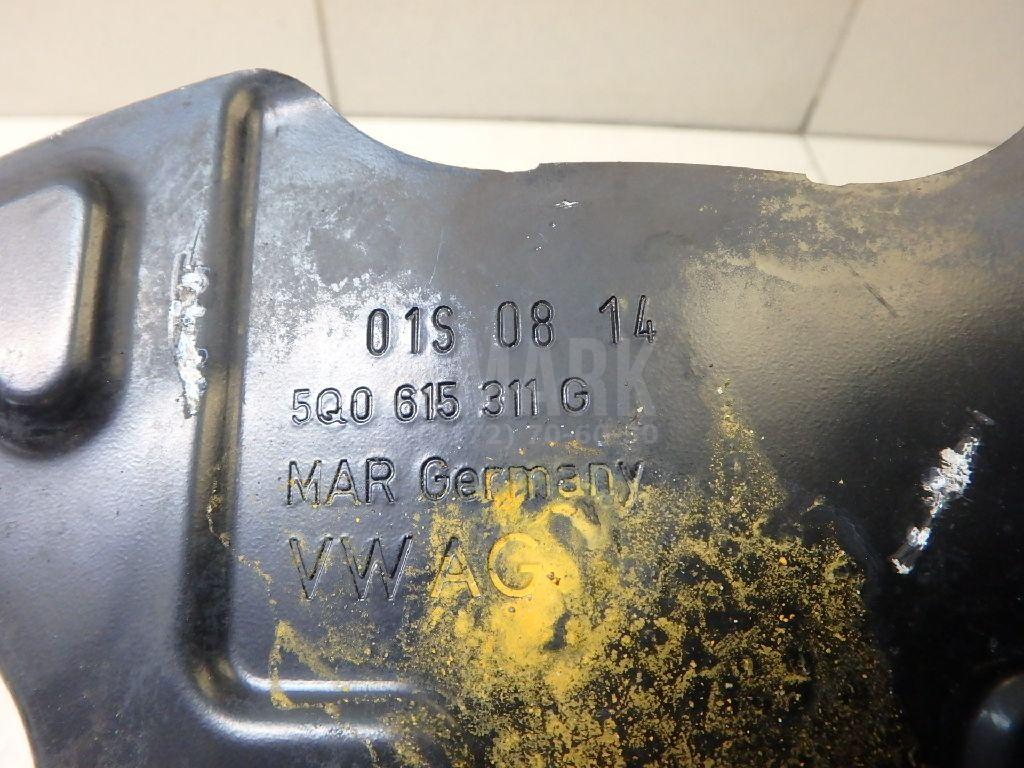 01S 08 14
5Q0 615 311 G
MAR Germany
VW AG